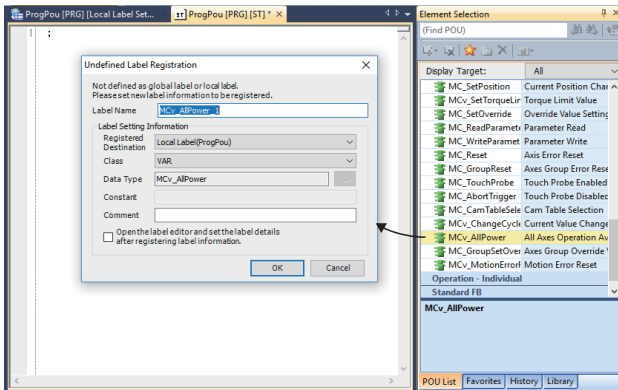 ProgPou [PRG] [Local Label Set...
ST ProgPou [PRG] [ST] * ×
1 ;
Undefined Label Registration
Not defined as global label or local label.
Please set new label information to be registered.
Label Name MCv_AllPower_1
Label Setting Information
Registered Destination Local Label(ProgPou)
Class VAR
Data Type MCv_AllPower ...
Constant
Comment
Open the label editor and set the label details
after registering label information.
OK Cancel
Element Selection
(Find POU)
Display Target: All
MC_SetPosition Current Position Chan
MCv_SetTorqueLir Torque Limit Value
MC_SetOverride Override Value Setting
MC_ReadParamete Parameter Read
MC_WriteParamet Parameter Write
MC_Reset Axis Error Reset
MC_GroupReset Axes Group Error Rese
MC_TouchProbe Touch Probe Enabled
MC_AbortTrigger Touch Probe Disablec
MC_CamTableSele Cam Table Selection
MCv_ChangeCycle Current Value Change
MCv_AllPower All Axes Operation Av
MC_GroupSetOver Axes Group Override
MCv_MotionErrorF Motion Error Reset
Operation - Individual
Standard FB
MCv_AllPower
POU List Favorites History Library